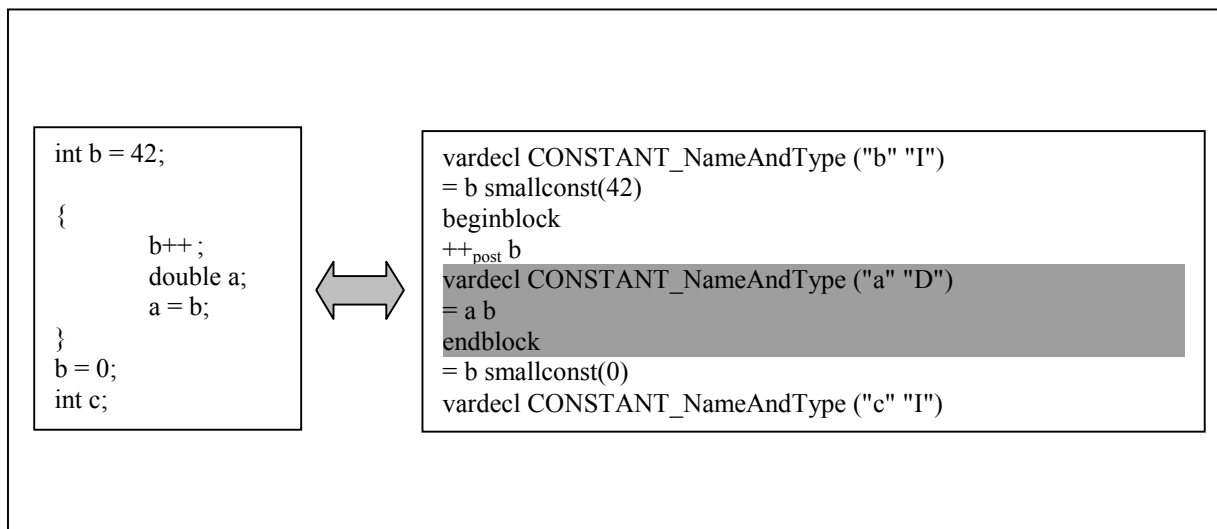 int b = 42;
{
b++ ;
double a;
a = b;
}
b = 0;
int c;
vardecl CONSTANT_NameAndType ("b" "I")
= b smallconst(42)
beginblock
++post b
vardecl CONSTANT_NameAndType ("a" "D")
= a b
endblock
= b smallconst(0)
vardecl CONSTANT_NameAndType ("c" "I")